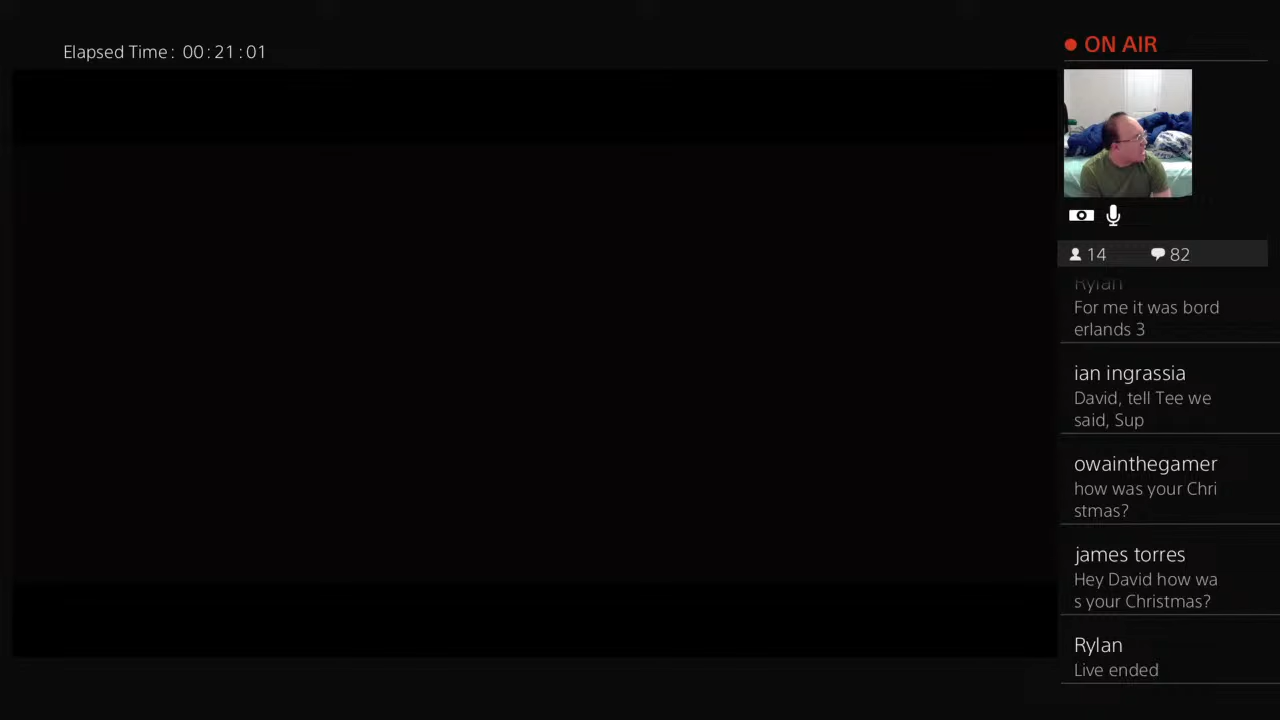 Elapsed Time: 00:21:01
ON AIR
14 82
Rylan
For me it was bord
erlands 3
ian ingrassia
David, tell Tee we
said, Sup
owainthegamer
how was your Chri
stmas?
james torres
Hey David how wa
s your Christmas?
Rylan
Live ended